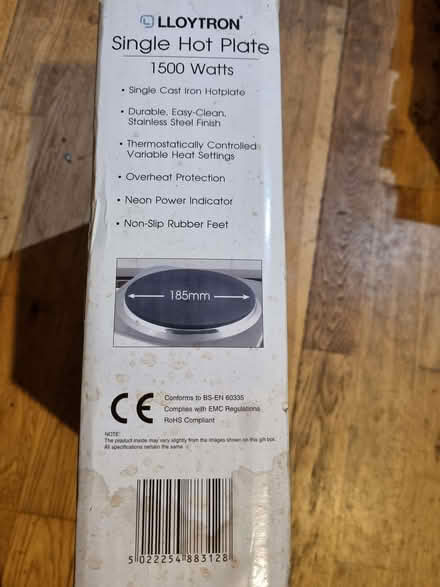 LLOYTRON
Single Hot Plate
1500 Watts
• Single Cast Iron Hotplate
• Durable, Easy-Clean,
Stainless Steel Finish
• Thermostatically Controlled
Variable Heat Settings
• Overheat Protection
• Neon Power Indicator
• Non-Slip Rubber Feet
185mm
CE
Conforms to BS-EN 60335
Complies with EMC Regulations
RoHS Compliant
NOTE:
The product inside may vary slightly from the images shown on this gift box.
All specifications remain the same
5 022254 883128